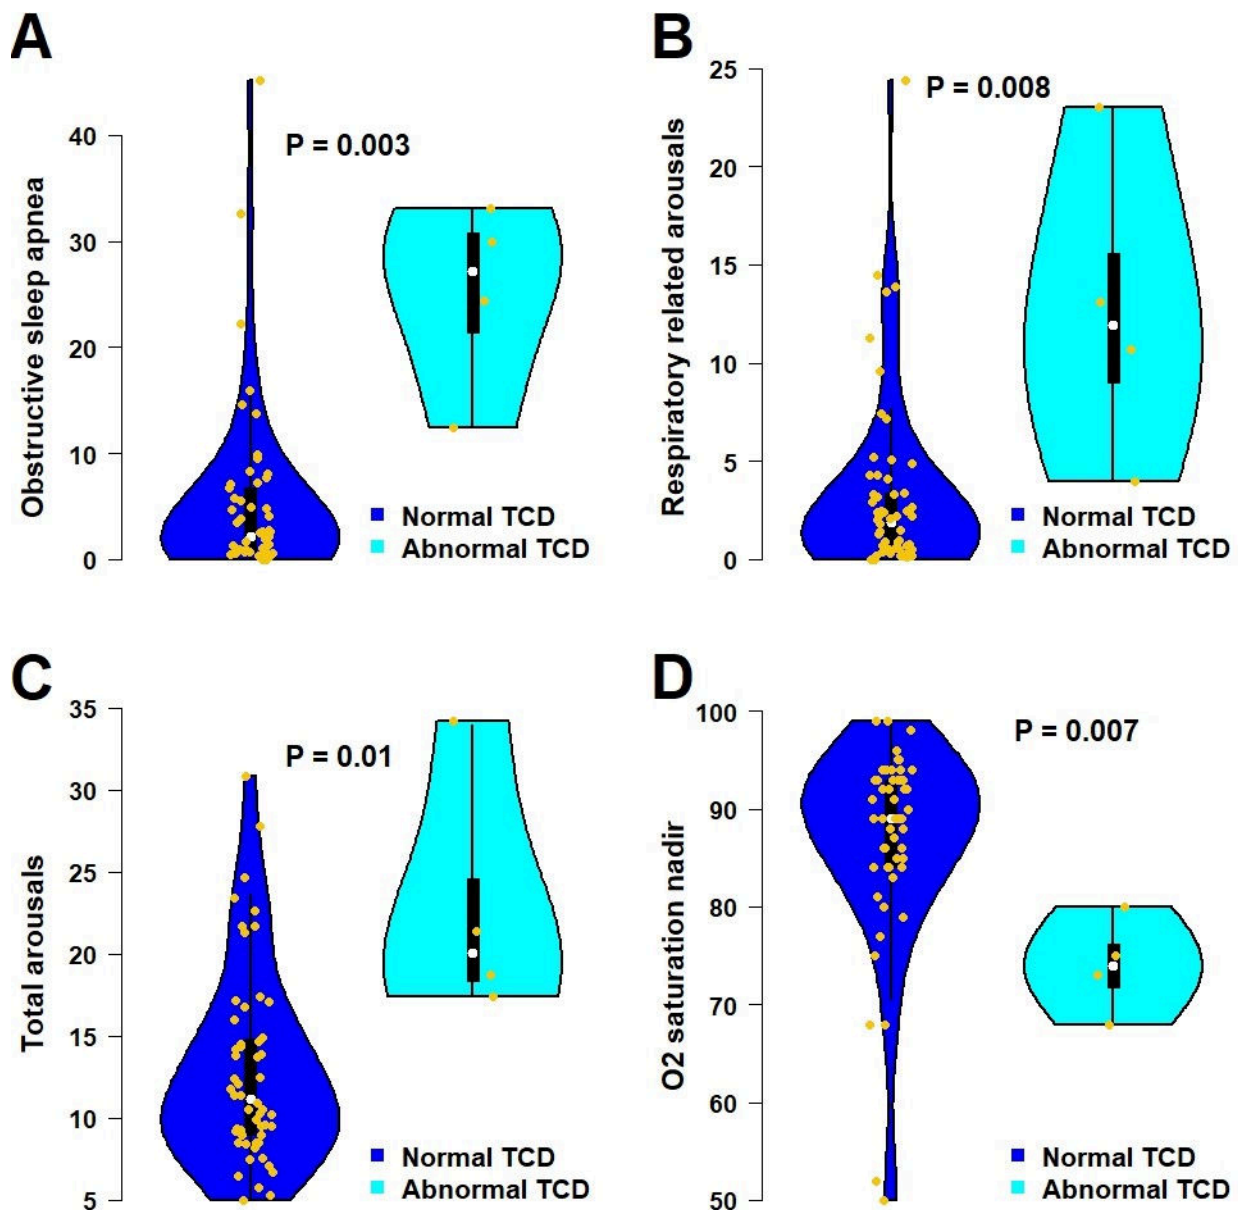 A
Obstructive sleep apnea
40
30
20
10
0
P = 0.003
Normal TCD
Abnormal TCD
B
Respiratory related arousals
25
20
15
10
5
0
P = 0.008
Normal TCD
Abnormal TCD
C
Total arousals
35
30
25
20
15
10
5
P = 0.01
Normal TCD
Abnormal TCD
D
O2 saturation nadir
100
90
80
70
60
50
P = 0.007
Normal TCD
Abnormal TCD